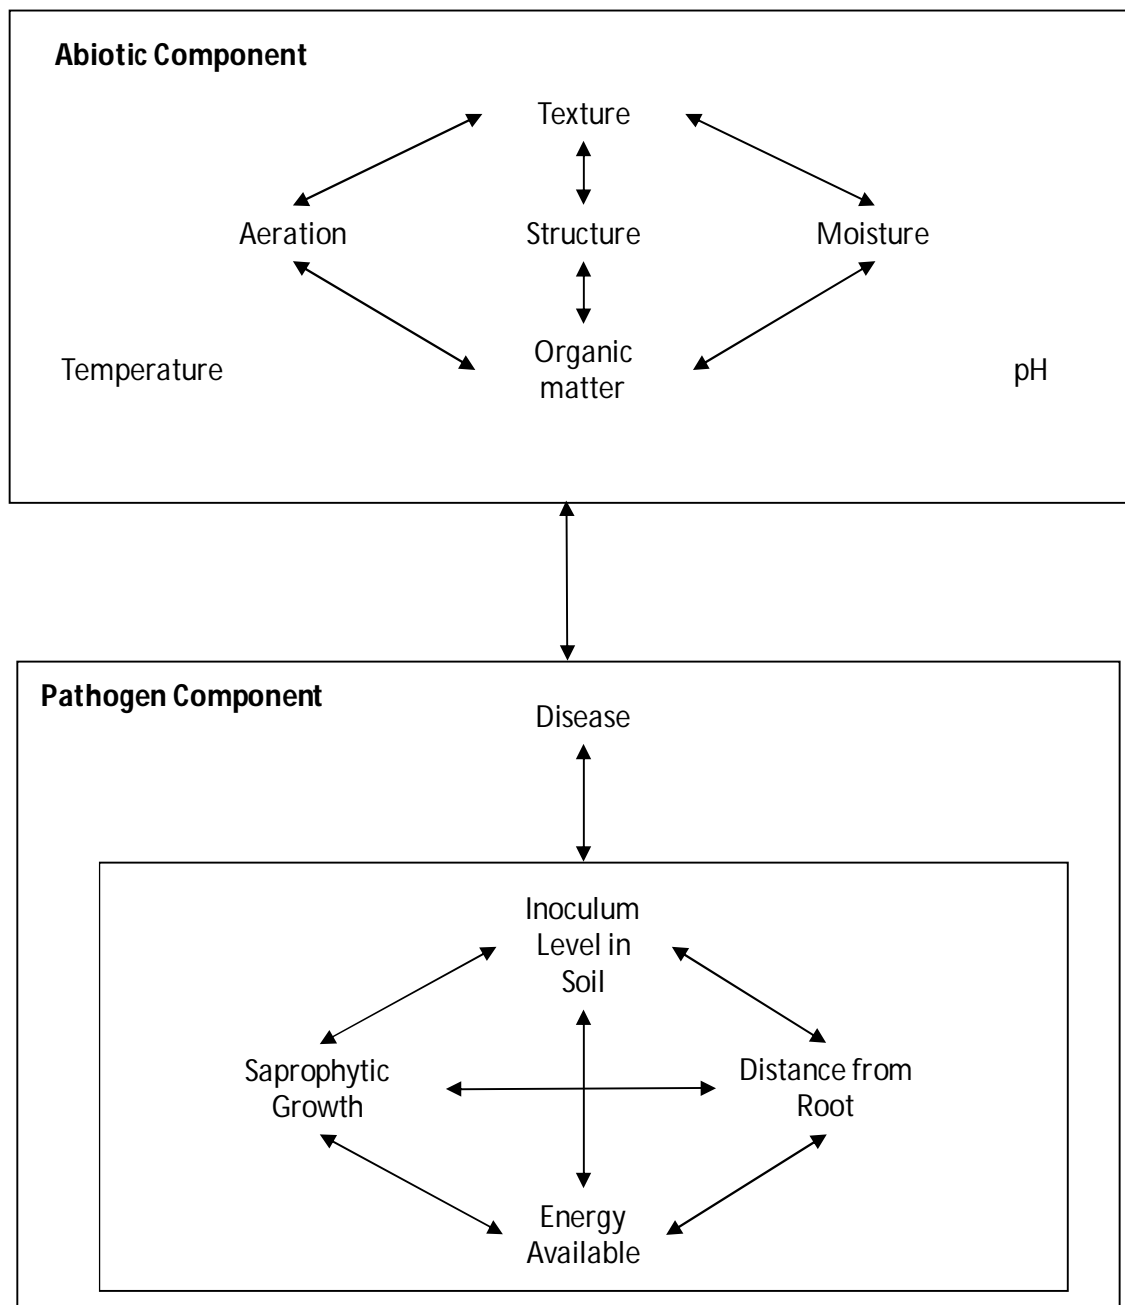 Abiotic Component
Texture
Aeration
Structure
Moisture
Temperature
Organic
matter
pH
Pathogen Component
Disease
Inoculum
Level in
Soil
Saprophytic
Growth
Distance from
Root
Energy
Available